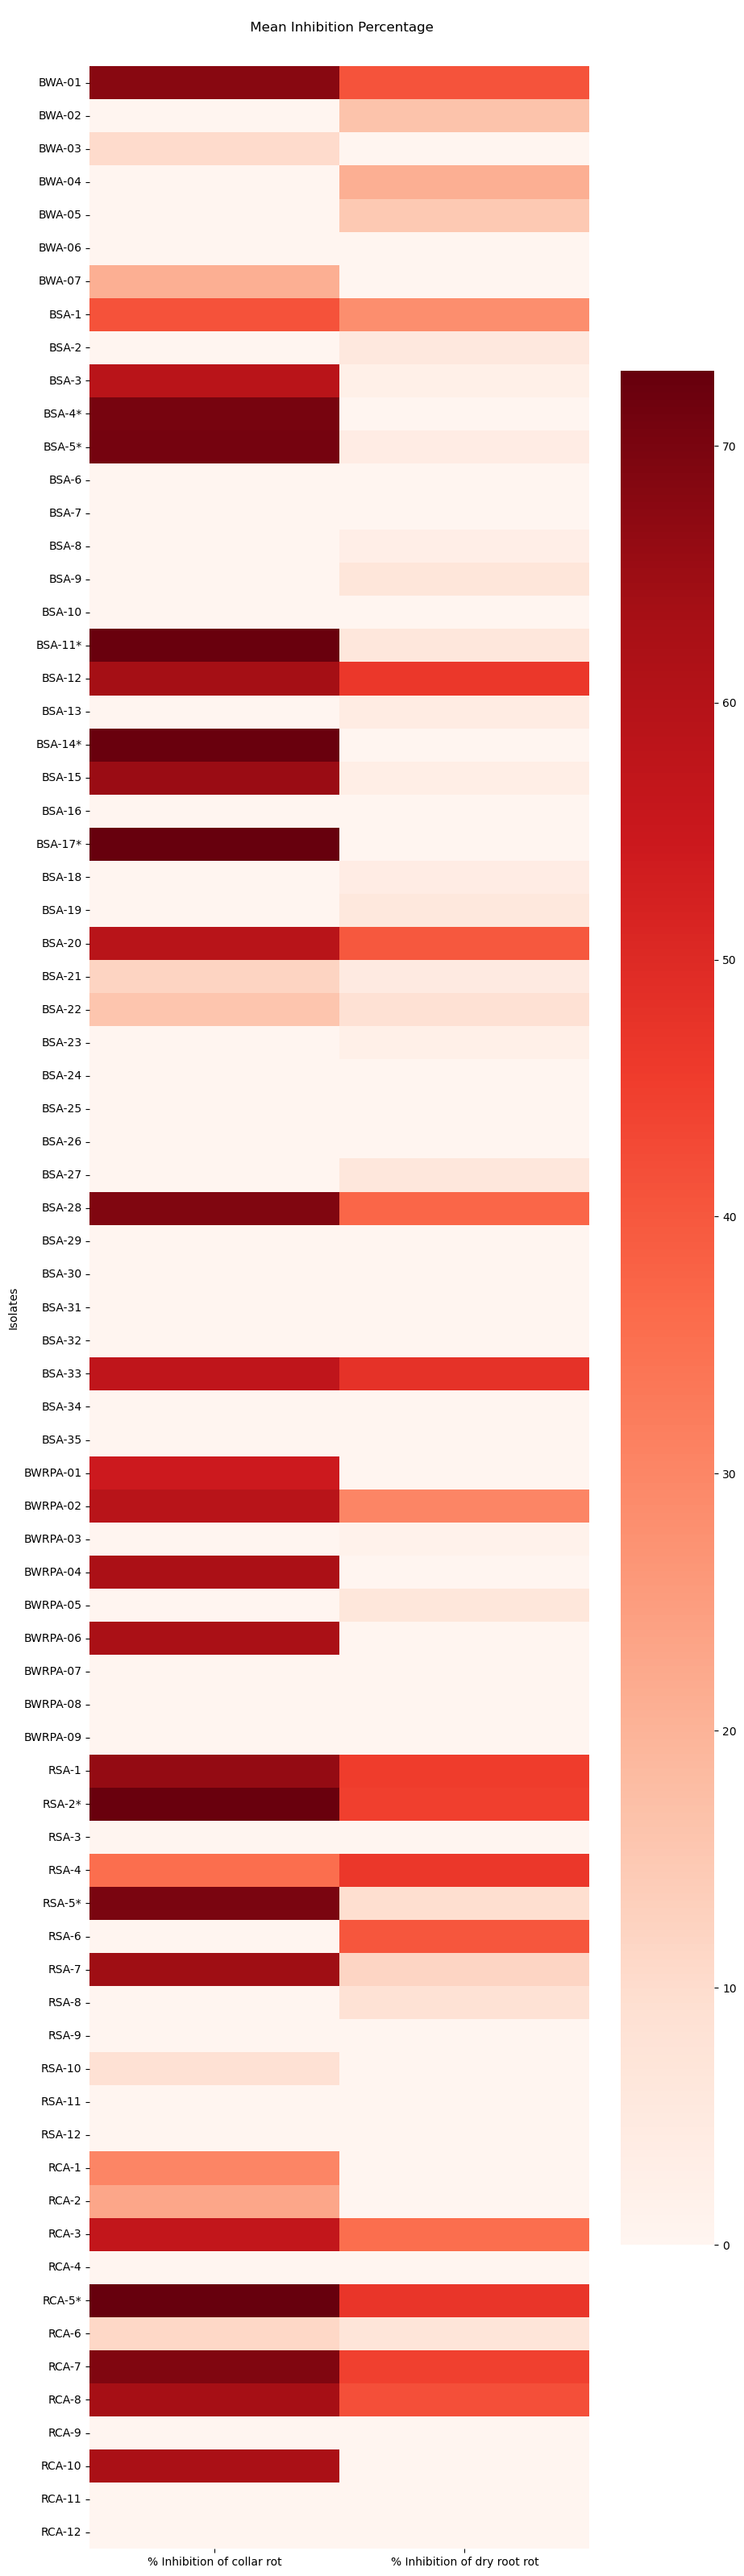 Mean Inhibition Percentage
BWA-01
BWA-02
BWA-03
BWA-04
BWA-05
BWA-06
BWA-07
BSA-1
BSA-2
BSA-3
BSA-4*
BSA-5*
BSA-6
BSA-7
BSA-8
BSA-9
BSA-10
BSA-11*
BSA-12
BSA-13
BSA-14*
BSA-15
BSA-16
BSA-17*
BSA-18
BSA-19
BSA-20
BSA-21
BSA-22
BSA-23
BSA-24
BSA-25
BSA-26
BSA-27
BSA-28
BSA-29
BSA-30
BSA-31
BSA-32
BSA-33
BSA-34
BSA-35
BWRPA-01
BWRPA-02
BWRPA-03
BWRPA-04
BWRPA-05
BWRPA-06
BWRPA-07
BWRPA-08
BWRPA-09
RSA-1
RSA-2*
RSA-3
RSA-4
RSA-5*
RSA-6
RSA-7
RSA-8
RSA-9
RSA-10
RSA-11
RSA-12
RCA-1
RCA-2
RCA-3
RCA-4
RCA-5*
RCA-6
RCA-7
RCA-8
RCA-9
RCA-10
RCA-11
RCA-12
Isolates
% Inhibition of collar rot
% Inhibition of dry root rot
70
60
50
40
30
20
10
0